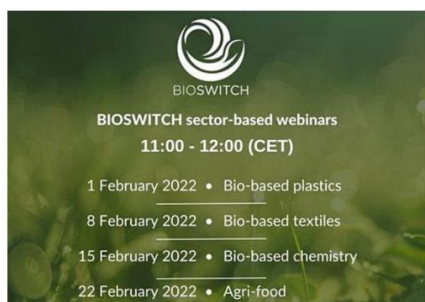 BIOSWITCH
BIOSWITCH sector-based webinars
11:00 - 12:00 (CET)
1 February 2022 • Bio-based plastics
8 February 2022 • Bio-based textiles
15 February 2022 • Bio-based chemistry
22 February 2022 • Agri-food